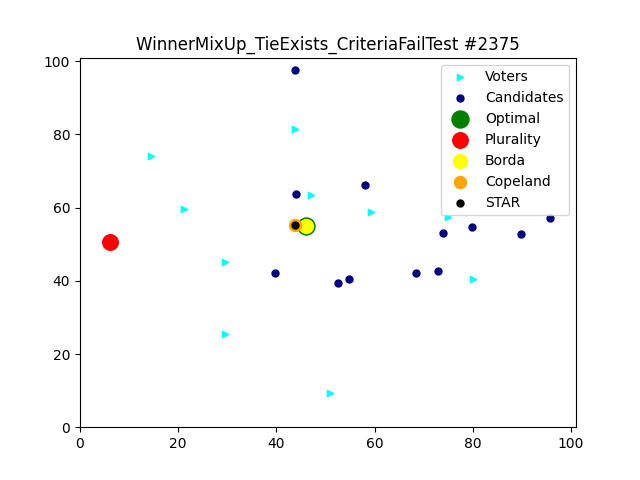 WinnerMixUp_TieExists_CriteriaFailTest #2375
100
80
60
40
20
0
0
20
40
60
80
100
Voters
Candidates
Optimal
Plurality
Borda
Copeland
STAR